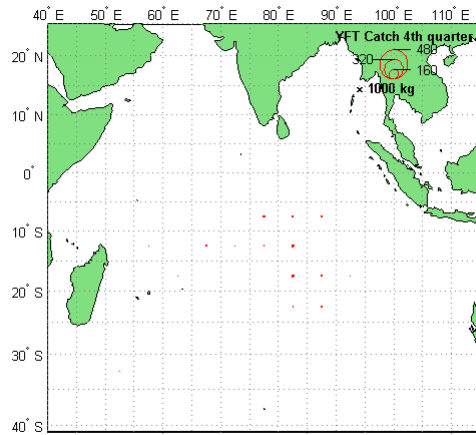 40° E 50° E 60° E 70° E 80° E 90° E 100° E 110° E
YFT Catch 4th quarter
480
320
160
× 1000 kg
20° N
10° N
0°
10° S
20° S
30° S
40° S